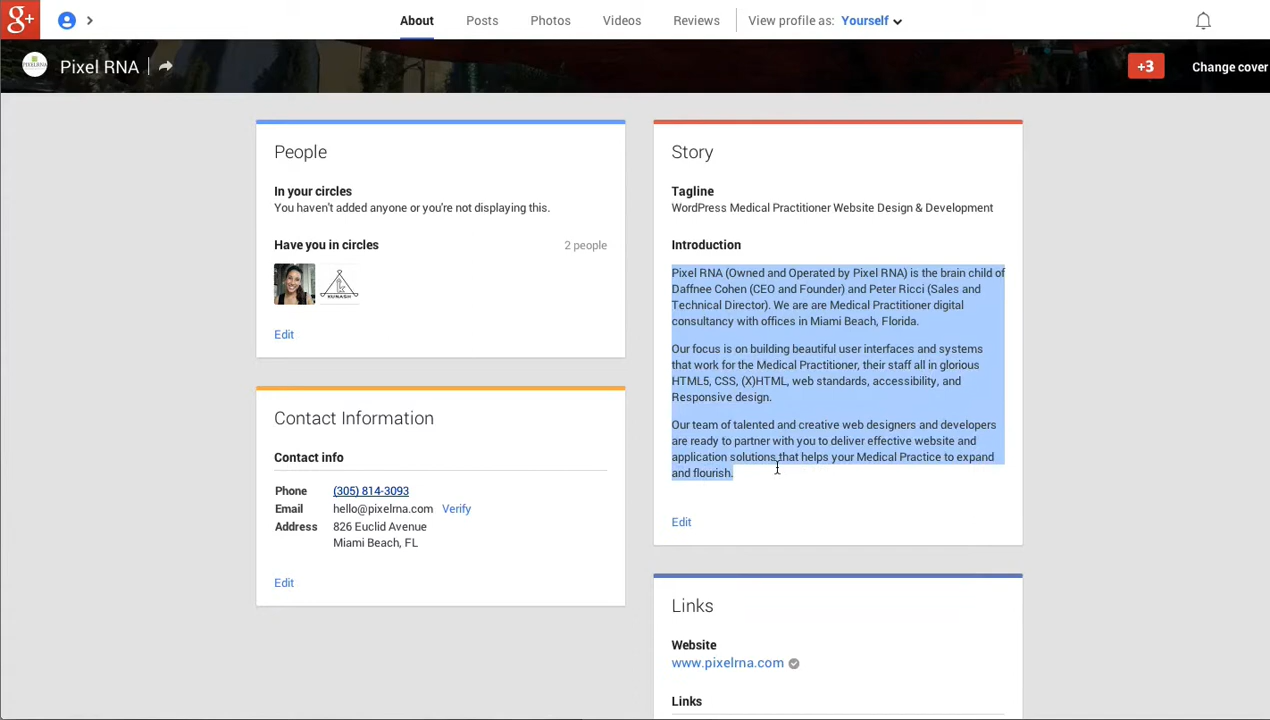 g+
About
Posts
Photos
Videos
Reviews
View profile as: Yourself
Pixel RNA
+3
Change cover
People
In your circles
You haven't added anyone or you're not displaying this.
Have you in circles
2 people
Edit
Contact Information
Contact info
Phone (305) 814-3093
Email hello@pixelrna.com Verify
Address 826 Euclid Avenue
Miami Beach, FL
Edit
Story
Tagline
WordPress Medical Practitioner Website Design & Development
Introduction
Pixel RNA (Owned and Operated by Pixel RNA) is the brain child of
Daffnee Cohen (CEO and Founder) and Peter Ricci (Sales and
Technical Director). We are are Medical Practitioner digital
consultancy with offices in Miami Beach, Florida.
Our focus is on building beautiful user interfaces and systems
that work for the Medical Practitioner, their staff all in glorious
HTML5, CSS, (X)HTML, web standards, accessibility, and
Responsive design.
Our team of talented and creative web designers and developers
are ready to partner with you to deliver effective website and
application solutions that helps your Medical Practice to expand
and flourish.
Edit
Links
Website
www.pixelrna.com
Links